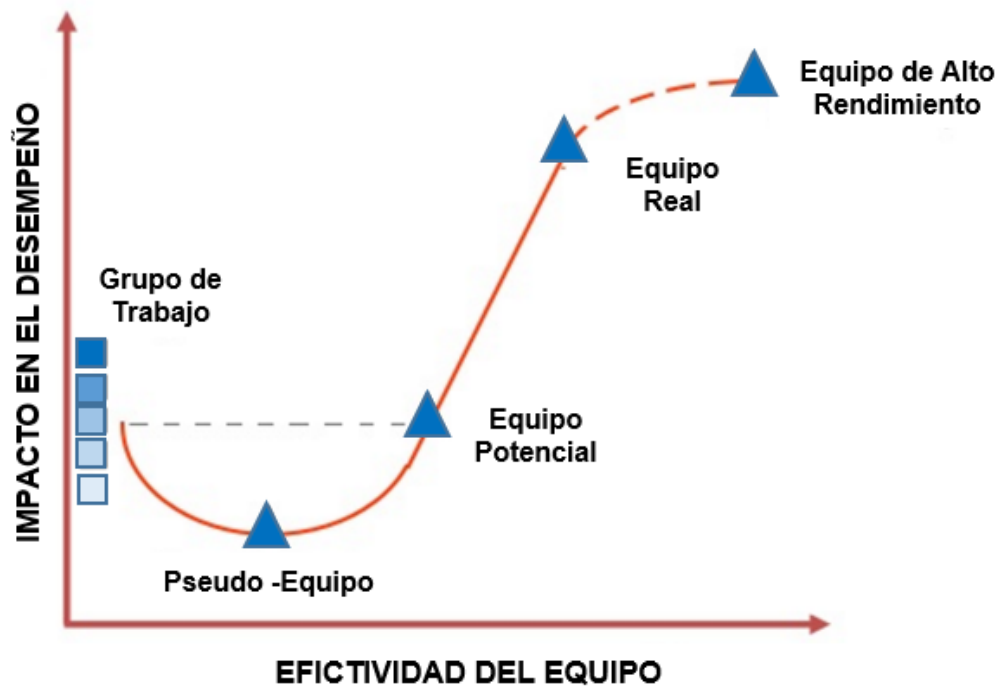 Equipo de Alto
Rendimiento
Equipo
Real
Grupo de
Trabajo
IMPACTO EN EL DESEMPEÑO
Equipo
Potencial
Pseudo -Equipo
EFICTIVIDAD DEL EQUIPO